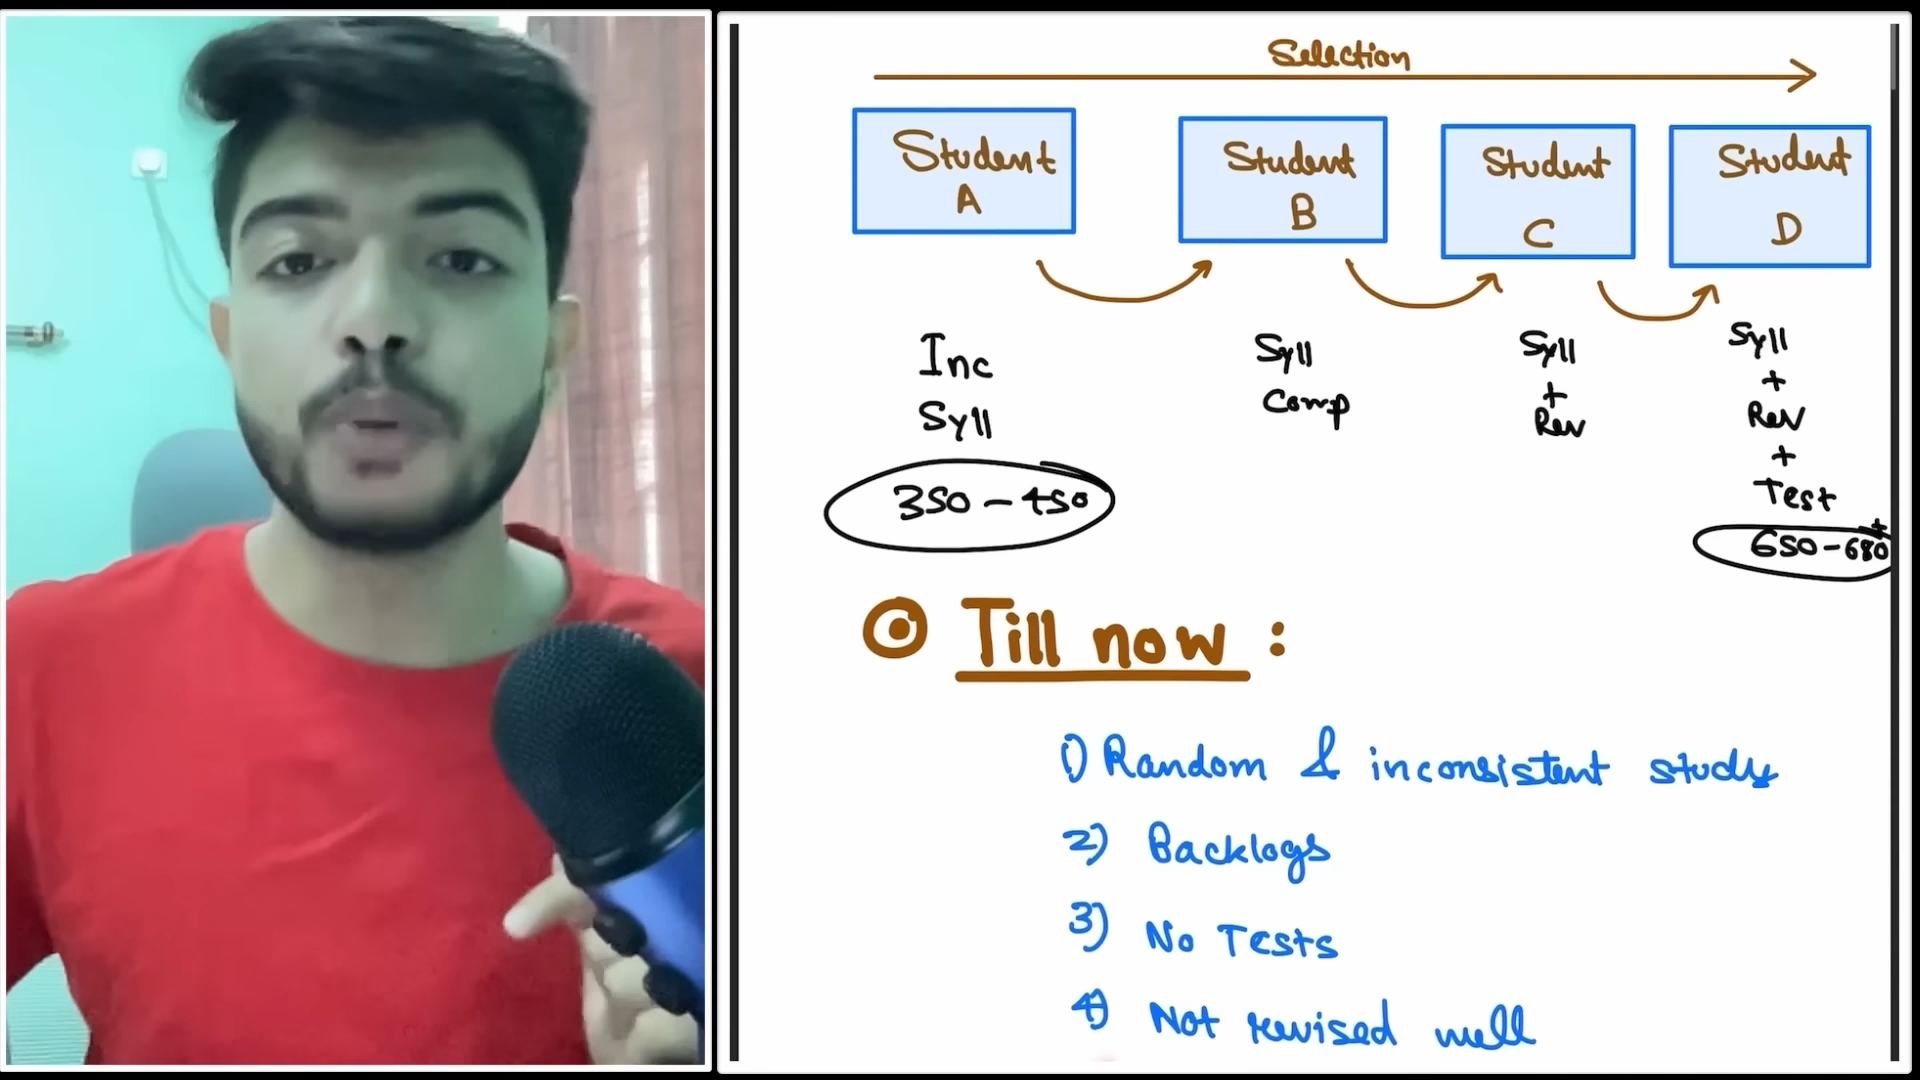 Selection
Student A
Student B
Student C
Student D
Inc Syll
Syll Comp
Syll + Rev
Syll + Rev + Test
350 - 450
650 - 680+
Till now :
1) Random & inconsistent study
2) Backlogs
3) No Tests
4) Not revised well